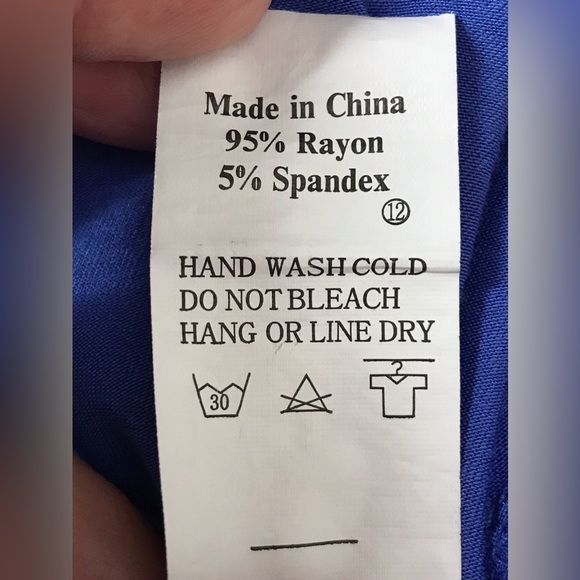 Made in China
95% Rayon
5% Spandex
⑫
HAND WASH COLD
DO NOT BLEACH
HANG OR LINE DRY
30